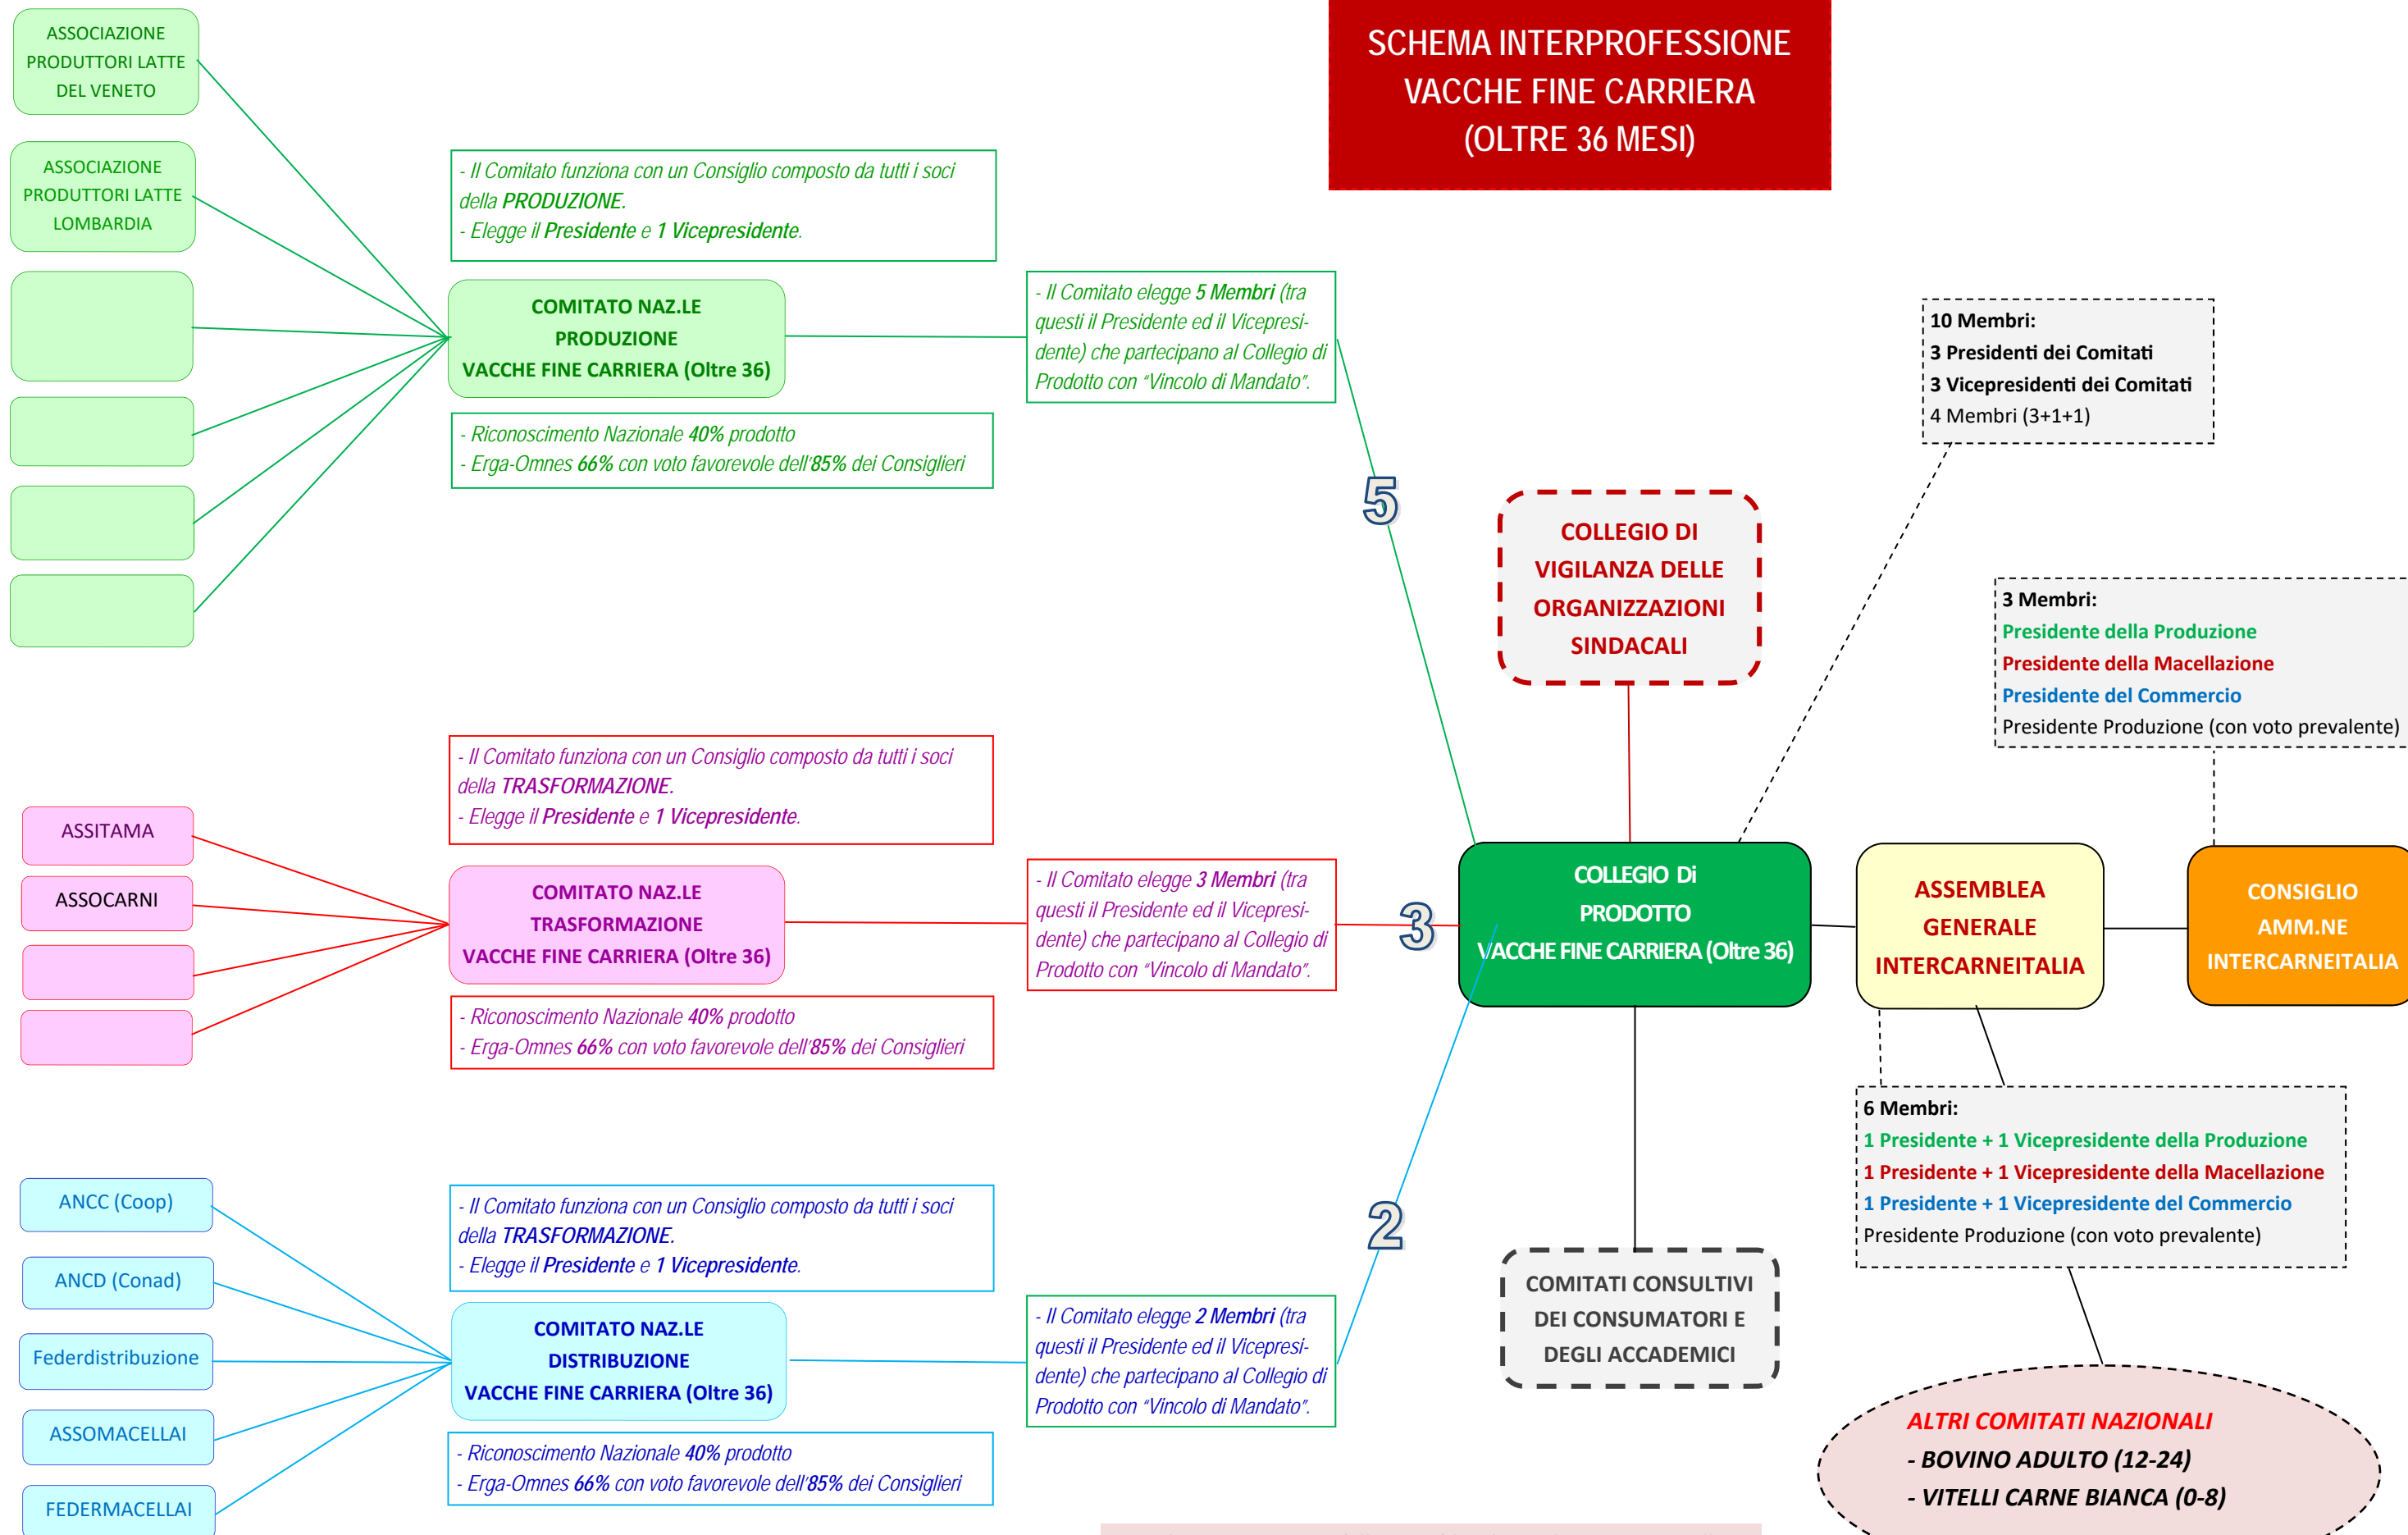 SCHEMA INTERPROFESSIONE
VACCHE FINE CARRIERA
(OLTRE 36 MESI)
ASSOCIAZIONE
PRODUTTORI LATTE
DEL VENETO
ASSOCIAZIONE
PRODUTTORI LATTE
LOMBARDIA
- Il Comitato funziona con un Consiglio composto da tutti i soci
della PRODUZIONE.
- Elegge il Presidente e 1 Vicepresidente.
COMITATO NAZ.LE
PRODUZIONE
VACCHE FINE CARRIERA (Oltre 36)
- Riconoscimento Nazionale 40% prodotto
- Erga-Omnes 66% con voto favorevole dell'85% dei Consiglieri
- Il Comitato elegge 5 Membri (tra
questi il Presidente ed il Vicepresi-
dente) che partecipano al Collegio di
Prodotto con “Vincolo di Mandato”.
5
10 Membri:
3 Presidenti dei Comitati
3 Vicepresidenti dei Comitati
4 Membri (3+1+1)
COLLEGIO DI
VIGILANZA DELLE
ORGANIZZAZIONI
SINDACALI
3 Membri:
Presidente della Produzione
Presidente della Macellazione
Presidente del Commercio
Presidente Produzione (con voto prevalente)
ASSITAMA
ASSOCARNI
- Il Comitato funziona con un Consiglio composto da tutti i soci
della TRASFORMAZIONE.
- Elegge il Presidente e 1 Vicepresidente.
COMITATO NAZ.LE
TRASFORMAZIONE
VACCHE FINE CARRIERA (Oltre 36)
- Riconoscimento Nazionale 40% prodotto
- Erga-Omnes 66% con voto favorevole dell'85% dei Consiglieri
- Il Comitato elegge 3 Membri (tra
questi il Presidente ed il Vicepresi-
dente) che partecipano al Collegio di
Prodotto con “Vincolo di Mandato”.
3
COLLEGIO Di
PRODOTTO
VACCHE FINE CARRIERA (Oltre 36)
ASSEMBLEA
GENERALE
INTERCARNEITALIA
CONSIGLIO
AMM.NE
INTERCARNEITALIA
6 Membri:
1 Presidente + 1 Vicepresidente della Produzione
1 Presidente + 1 Vicepresidente della Macellazione
1 Presidente + 1 Vicepresidente del Commercio
Presidente Produzione (con voto prevalente)
ANCC (Coop)
ANCD (Conad)
Federdistribuzione
ASSOMACELLAI
FEDERMACELLAI
- Il Comitato funziona con un Consiglio composto da tutti i soci
della TRASFORMAZIONE.
- Elegge il Presidente e 1 Vicepresidente.
COMITATO NAZ.LE
DISTRIBUZIONE
VACCHE FINE CARRIERA (Oltre 36)
- Riconoscimento Nazionale 40% prodotto
- Erga-Omnes 66% con voto favorevole dell'85% dei Consiglieri
- Il Comitato elegge 2 Membri (tra
questi il Presidente ed il Vicepresi-
dente) che partecipano al Collegio di
Prodotto con “Vincolo di Mandato”.
2
COMITATI CONSULTIVI
DEI CONSUMATORI E
DEGLI ACCADEMICI
ALTRI COMITATI NAZIONALI
- BOVINO ADULTO (12-24)
- VITELLI CARNE BIANCA (0-8)